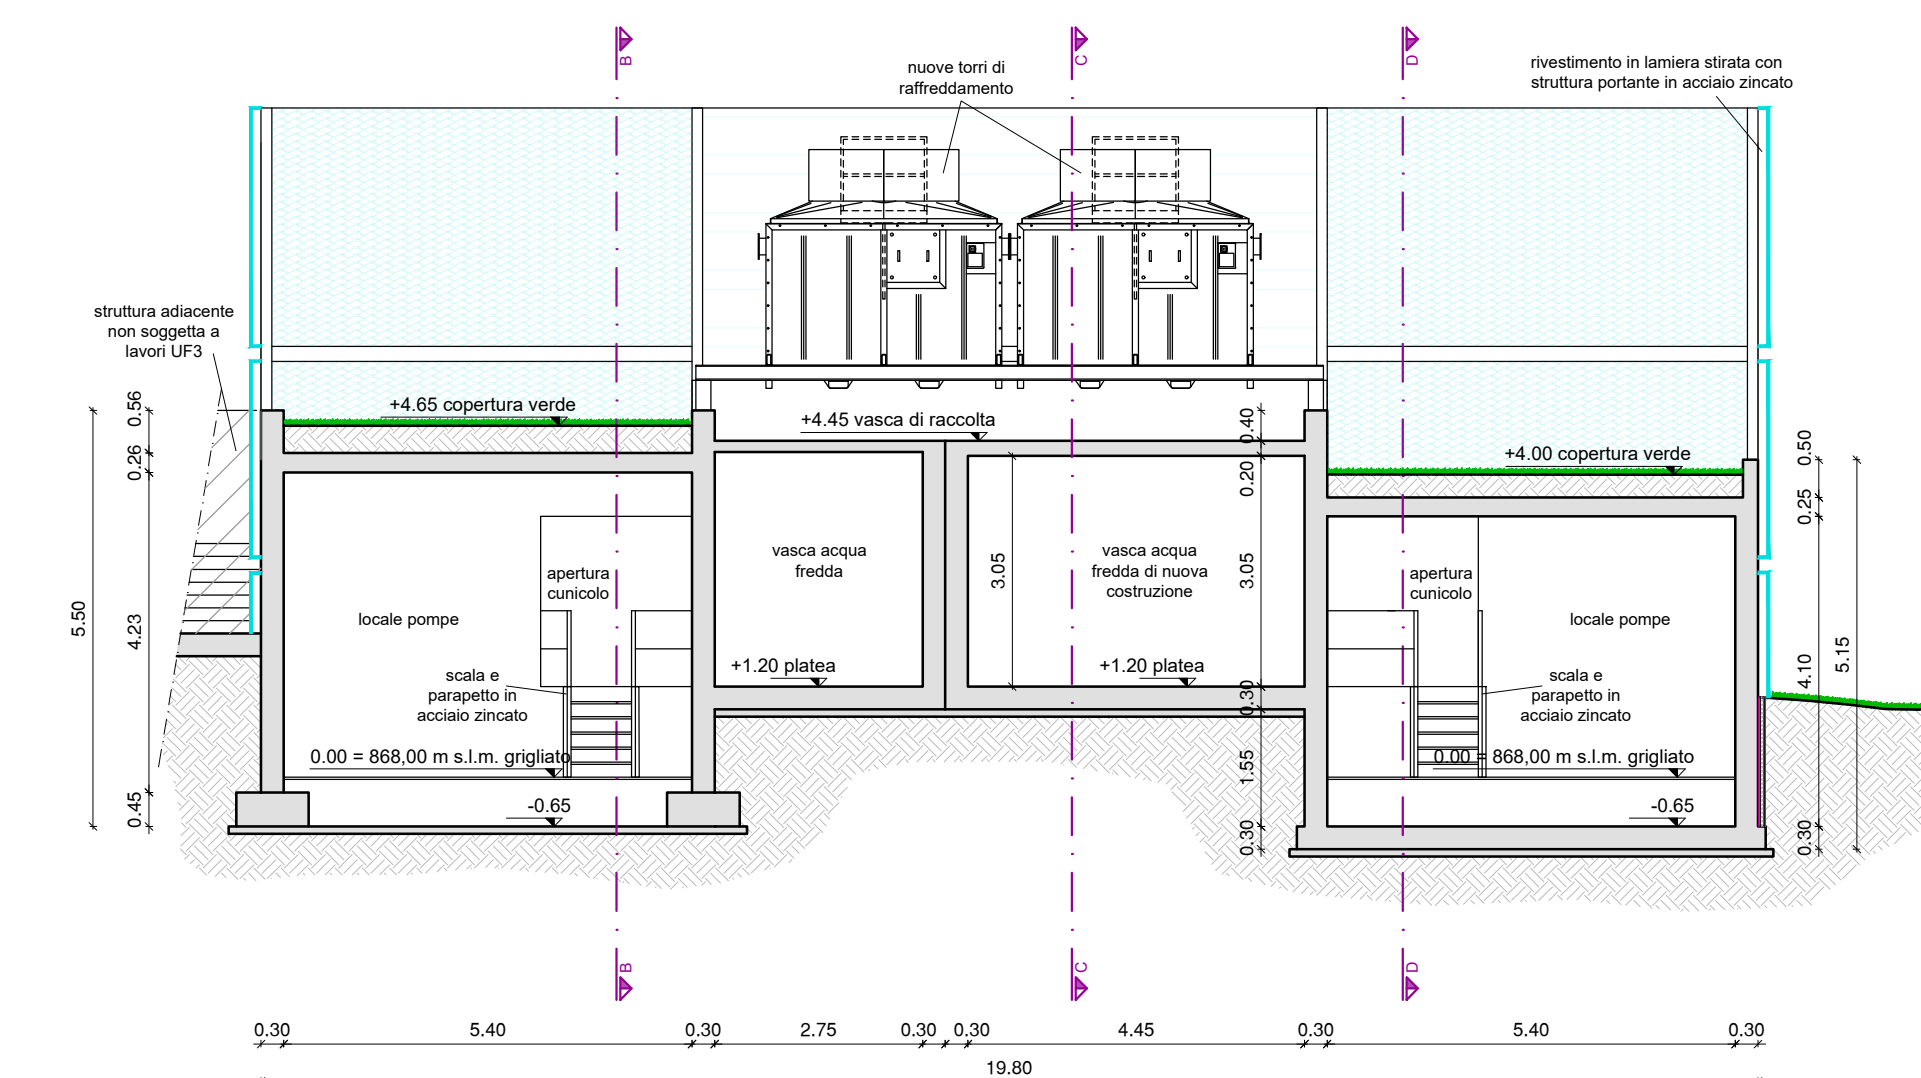 B
C
D
nuove torri di
raffreddamento
rivestimento in lamiera stirata con
struttura portante in acciaio zincato
struttura adiacente
non soggetta a
lavori UF3
+4.65 copertura verde
+4.45 vasca di raccolta
+4.00 copertura verde
0.56
0.26
4.23
0.45
5.50
0.40
0.20
3.05
3.05
0.30
0.30
1.55
0.30
0.50
0.25
4.10
0.30
5.15
apertura
cunicolo
locale pompe
vasca acqua
fredda
vasca acqua
fredda di nuova
costruzione
apertura
cunicolo
locale pompe
scala e
parapetto in
acciaio zincato
+1.20 platea
+1.20 platea
scala e
parapetto in
acciaio zincato
0.00 = 868,00 m s.l.m. grigliato
0.00 = 868,00 m s.l.m. grigliato
-0.65
-0.65
B
C
D
0.30 5.40 0.30 2.75 0.30 0.30 4.45 0.30 5.40 0.30
19.80